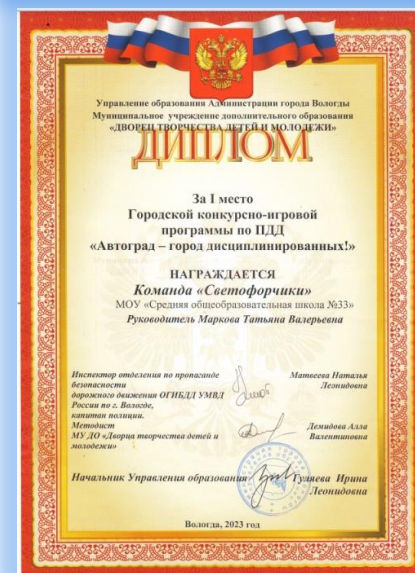 Управление образования Администрации города Вологды
Муниципальное учреждение дополнительного образования
«ДВОРЕЦ ТВОРЧЕСТВА ДЕТЕЙ И МОЛОДЕЖИ»
ДИПЛОМ
За I место
Городской конкурсно-игровой
программы по ПДД
«Автоград – город дисциплинированных!»
НАГРАЖДАЕТСЯ
Команда «Светофорчики»
МОУ «Средняя общеобразовательная школа №33»
Руководитель Маркова Татьяна Валерьевна
Инспектор отделения по пропаганде Матвеева Наталья
безопасности Леонидовна
дорожного движения ОГИБДД УМВД
России по г. Вологде,
капитан полиции.
Методист Демидова Алла
МУ ДО «Дворца творчества детей и Валентиновна
молодежи»
Начальник Управления образования Гуляева Ирина
Леонидовна
Вологда, 2023 год